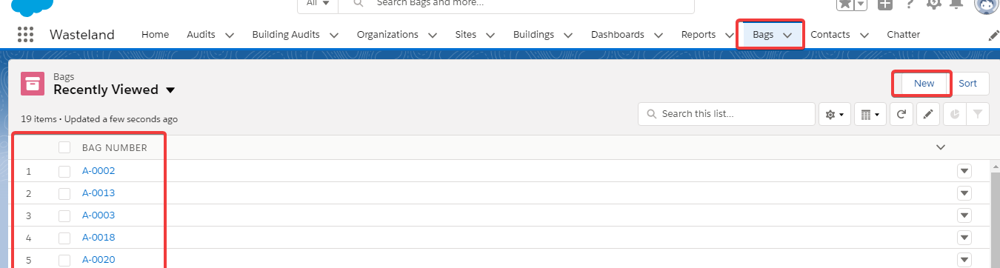 All Search Bags and more...
Wasteland Home Audits Building Audits Organizations Sites Buildings Dashboards Reports Bags Contacts Chatter
Bags
Recently Viewed
New Sort
19 items • Updated a few seconds ago
Search this list...
BAG NUMBER
1 A-0002
2 A-0013
3 A-0003
4 A-0018
5 A-0020